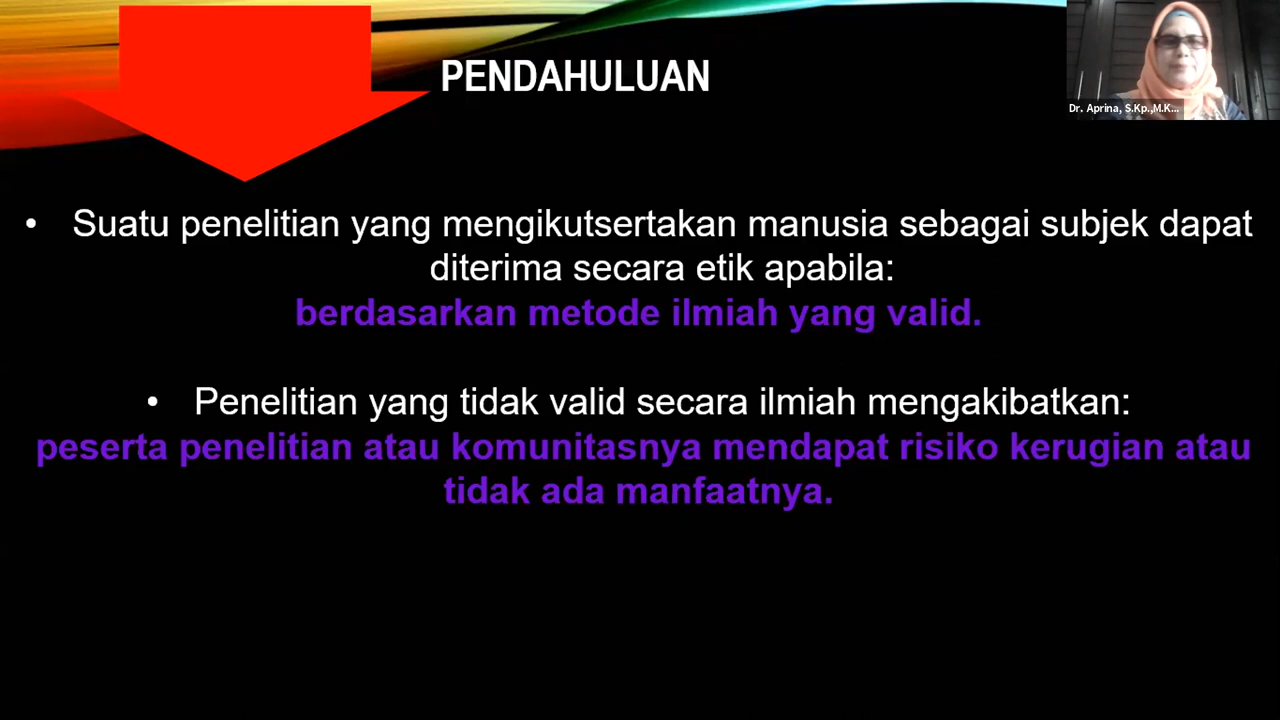 PENDAHULUAN
Dr. Aprina, S.Kp.,M.K...
• Suatu penelitian yang mengikutsertakan manusia sebagai subjek dapat
diterima secara etik apabila:
berdasarkan metode ilmiah yang valid.
• Penelitian yang tidak valid secara ilmiah mengakibatkan:
peserta penelitian atau komunitasnya mendapat risiko kerugian atau
tidak ada manfaatnya.